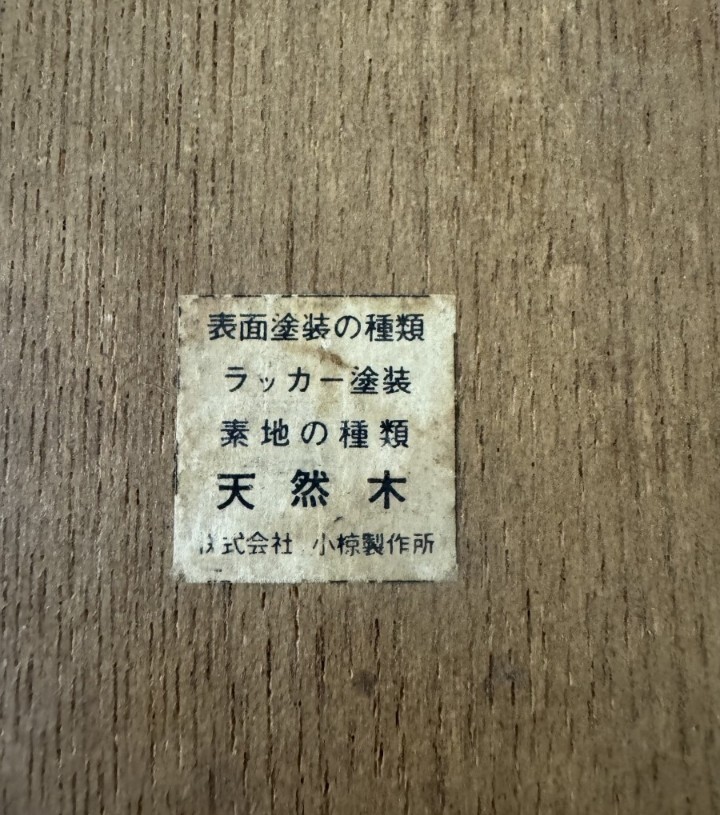 表面塗装の種類
ラッカー塗装
素地の種類
天然木
株式会社 小椋製作所